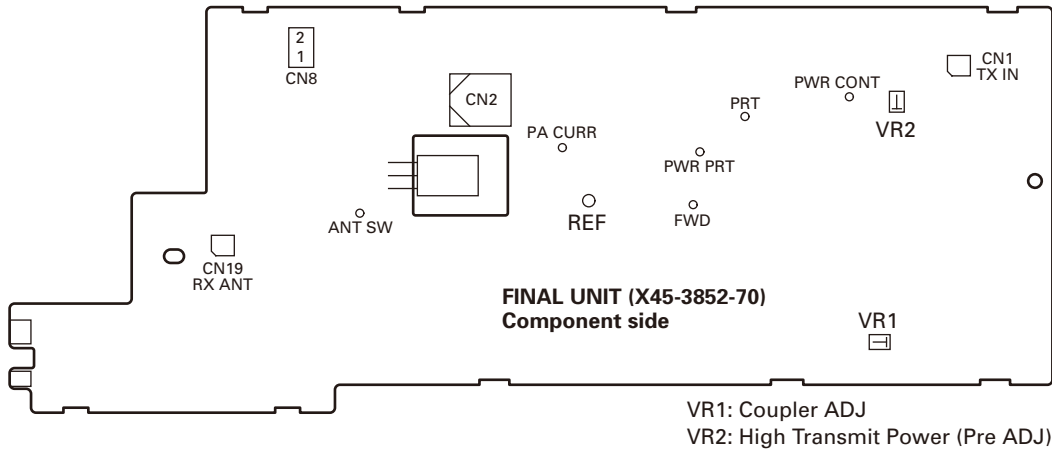 2
1
CN8
CN2
CN1
TX IN
PWR CONT
VR2
PRT
PA CURR
PWR PRT
REF
FWD
ANT SW
CN19
RX ANT
FINAL UNIT (X45-3852-70)
Component side
VR1
VR1: Coupler ADJ
VR2: High Transmit Power (Pre ADJ)